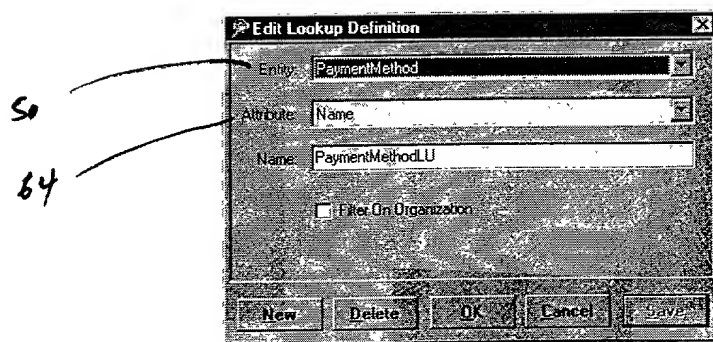 Edit Lookup Definition
Entity: PaymentMethod
50
Attribute: Name
64
Name: PaymentMethodLU
Filter On Organization
New Delete OK Cancel Save